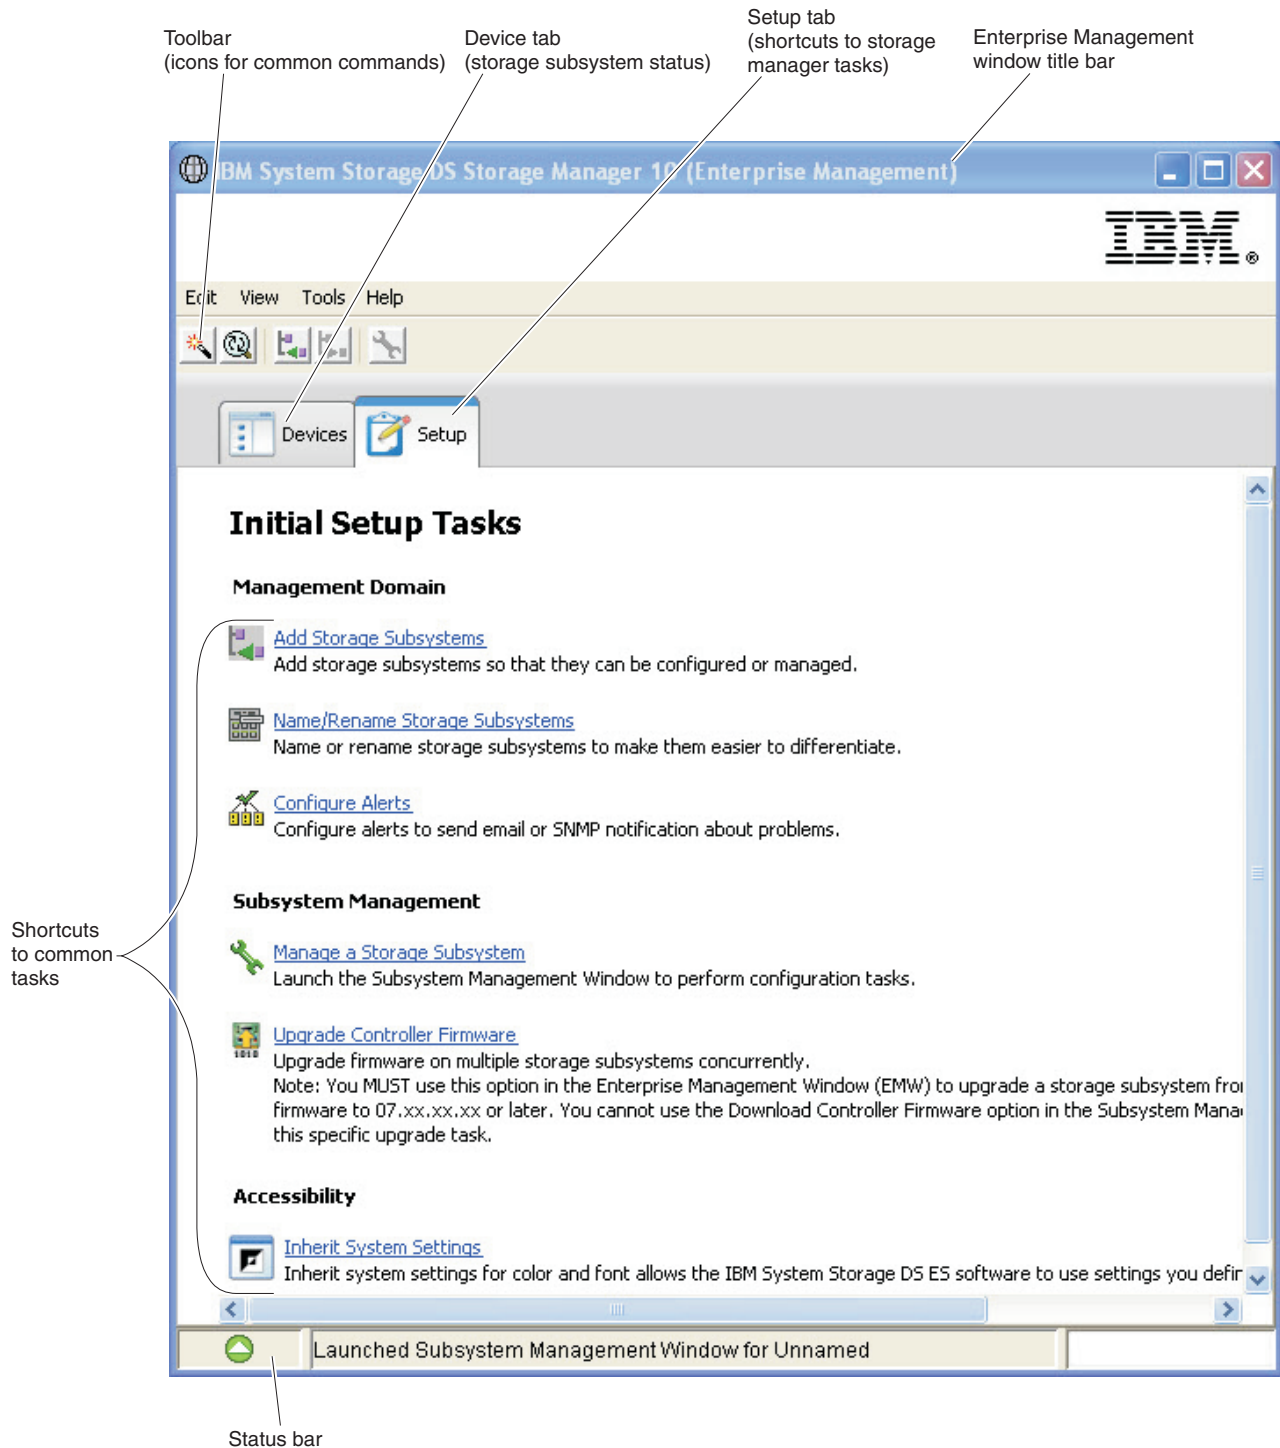 Toolbar
(icons for common commands)
Device tab
(storage subsystem status)
Setup tab
(shortcuts to storage
manager tasks)
Enterprise Management
window title bar
IBM System Storage DS Storage Manager 10 (Enterprise Management)
IBM®
Edit View Tools Help
Devices
Setup
Initial Setup Tasks
Management Domain
Add Storage Subsystems
Add storage subsystems so that they can be configured or managed.
Name/Rename Storage Subsystems
Name or rename storage subsystems to make them easier to differentiate.
Configure Alerts
Configure alerts to send email or SNMP notification about problems.
Subsystem Management
Shortcuts
to common
tasks
Manage a Storage Subsystem
Launch the Subsystem Management Window to perform configuration tasks.
1010
Upgrade Controller Firmware
Upgrade firmware on multiple storage subsystems concurrently.
Note: You MUST use this option in the Enterprise Management Window (EMW) to upgrade a storage subsystem from
firmware to 07.xx.xx.xx or later. You cannot use the Download Controller Firmware option in the Subsystem Mana
this specific upgrade task.
Accessibility
Inherit System Settings
Inherit system settings for color and font allows the IBM System Storage DS ES software to use settings you defin
Launched Subsystem Management Window for Unnamed
Status bar